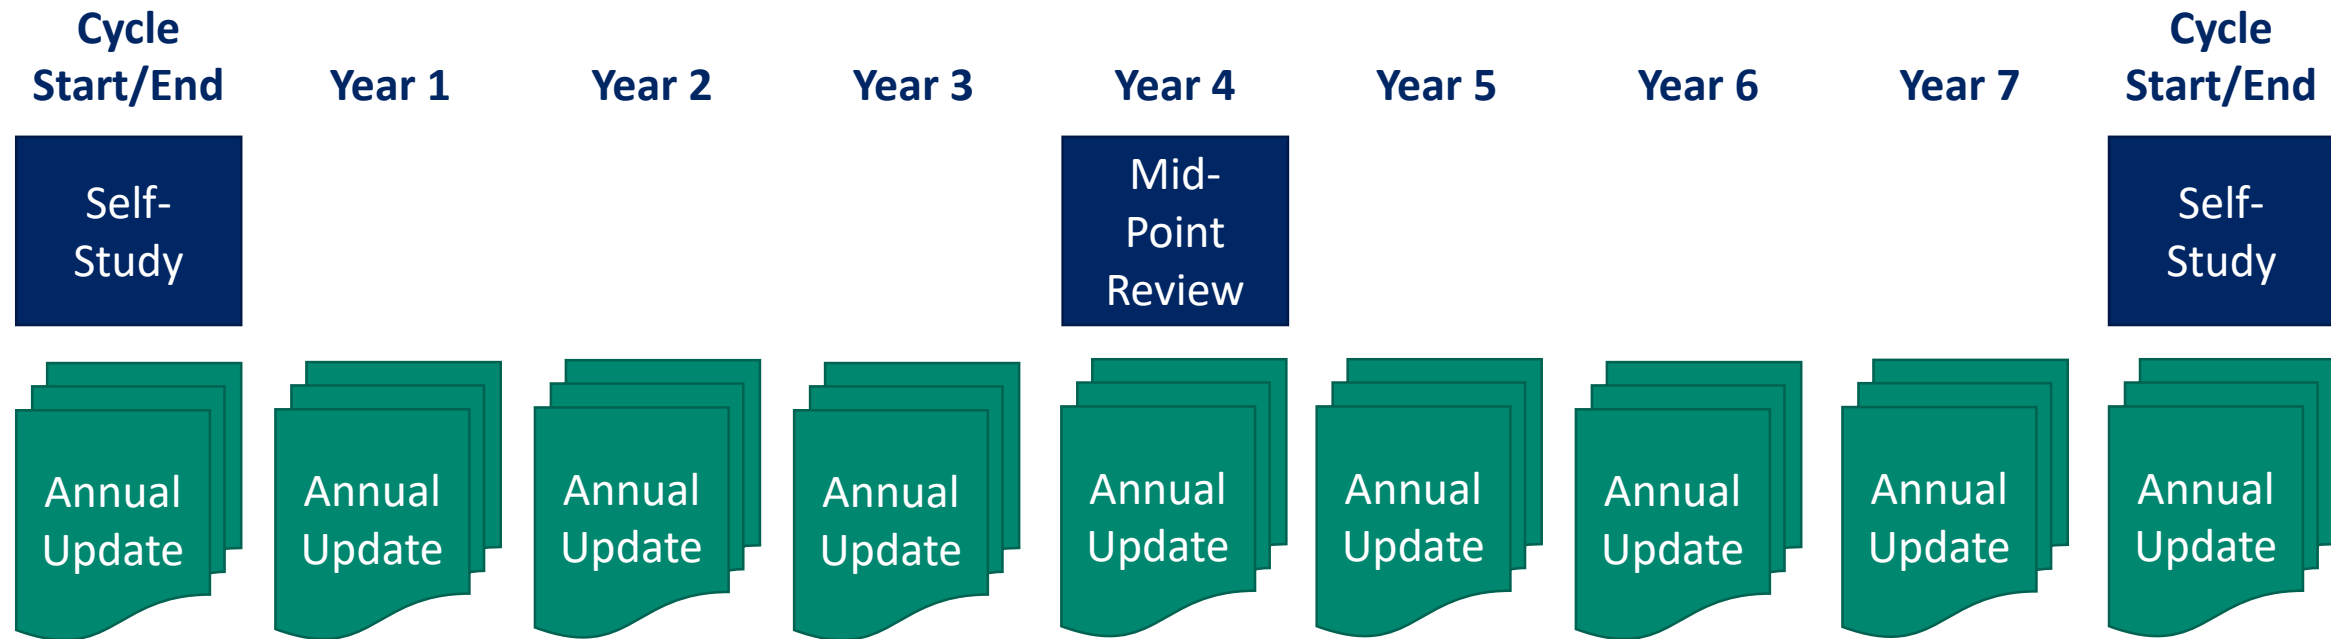 Cycle
Start/End
Year 1
Year 2
Year 3
Year 4
Year 5
Year 6
Year 7
Cycle
Start/End
Self-
Study
Mid-
Point
Review
Self-
Study
Annual
Update
Annual
Update
Annual
Update
Annual
Update
Annual
Update
Annual
Update
Annual
Update
Annual
Update
Annual
Update